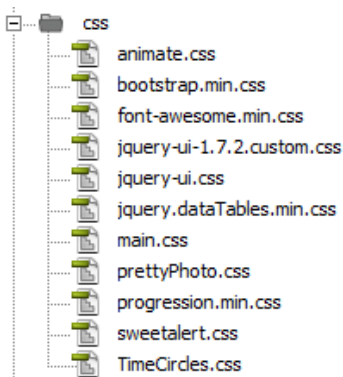 css
animate.css
bootstrap.min.css
font-awesome.min.css
jquery-ui-1.7.2.custom.css
jquery-ui.css
jquery.dataTables.min.css
main.css
prettyPhoto.css
progression.min.css
sweetalert.css
TimeCircles.css